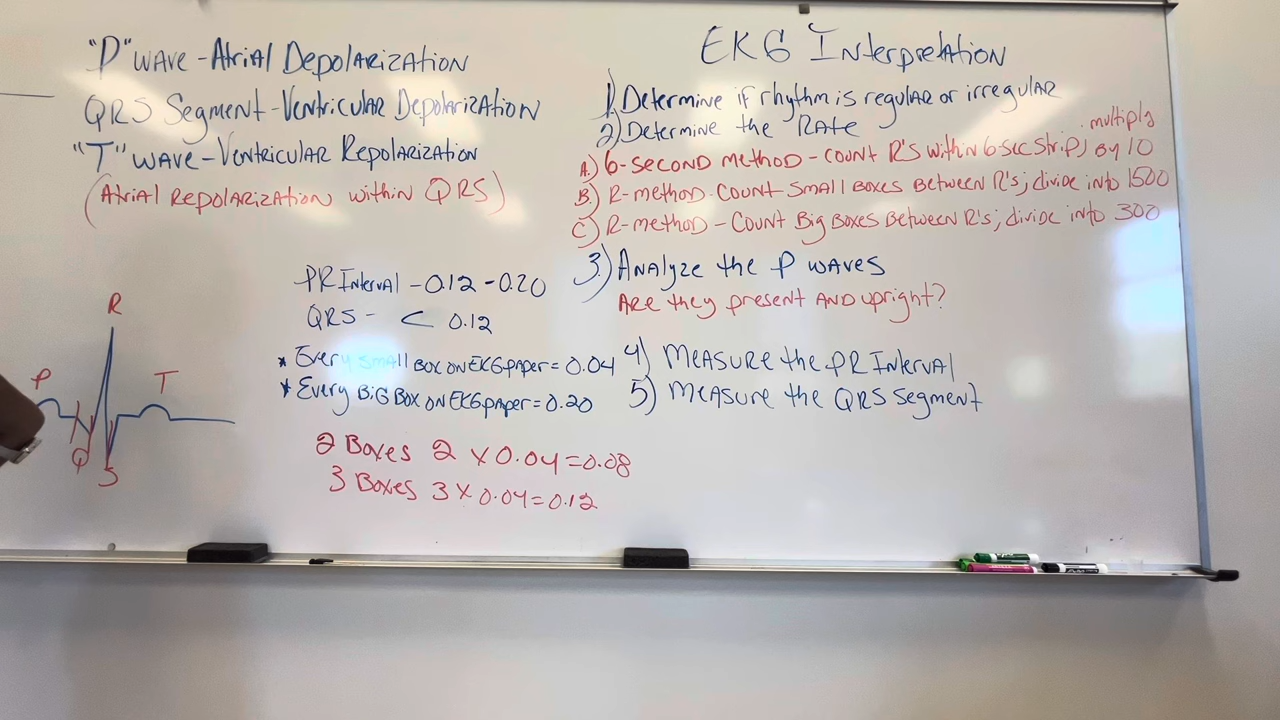 "P" wave - Atrial Depolarization
QRS Segment - Ventricular Depolarization
"T" wave - Ventricular Repolarization
(Atrial Repolarization within QRS)
PR Interval - 0.12 - 0.20
QRS - < 0.12
* Every small Box on EKG paper = 0.04
* Every BiG Box on EKG paper = 0.20
2 Boxes 2 x 0.04 = 0.08
3 Boxes 3 x 0.04 = 0.12
R
P
T
Q
S
EKG Interpretation
1) Determine if rhythm is regular or irregular
2) Determine the Rate
A.) 6-second method - count R's within 6-sec strip; multiply by 10
B.) R-method - Count small boxes Between R's; divide into 1500
C.) R-method - Count Big Boxes Between R's; divide into 300
3.) Analyze the P waves
Are they present AND upright?
4) Measure the PR Interval
5) Measure the QRS segment